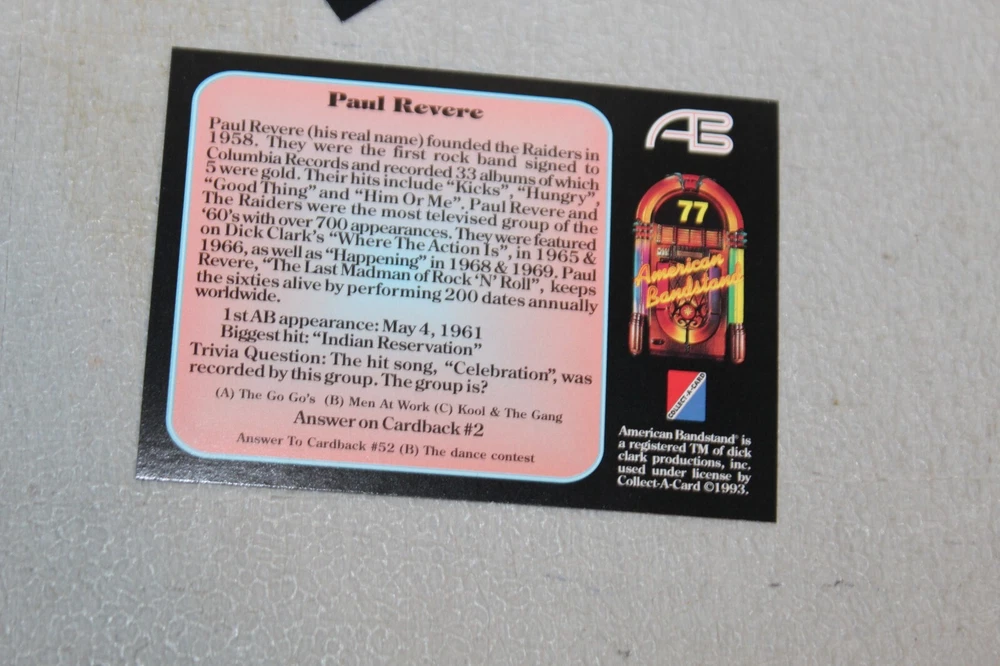 Paul Revere
Paul Revere (his real name) founded the Raiders in
1958. They were the first rock band signed to
Columbia Records and recorded 33 albums of which
5 were gold. Their hits include “Kicks”, “Hungry”,
“Good Thing” and “Him Or Me”. Paul Revere and
The Raiders were the most televised group of the
‘60’s with over 700 appearances. They were featured
on Dick Clark’s “Where The Action Is”, in 1965 &
1966, as well as “Happening” in 1968 & 1969. Paul
Revere, “The Last Madman of Rock ‘N’ Roll”, keeps
the sixties alive by performing 200 dates annually
worldwide.
1st AB appearance: May 4, 1961
Biggest hit: “Indian Reservation”
Trivia Question: The hit song, “Celebration”, was
recorded by this group. The group is?
(A) The Go Go’s (B) Men At Work (C) Kool & The Gang
Answer on Cardback #2
Answer To Cardback #52 (B) The dance contest
AB
77
American
Bandstand
COLLECT-A-CARD
American Bandstand® is
a registered TM of dick
clark productions, inc.
used under license by
Collect-A-Card ©1993.